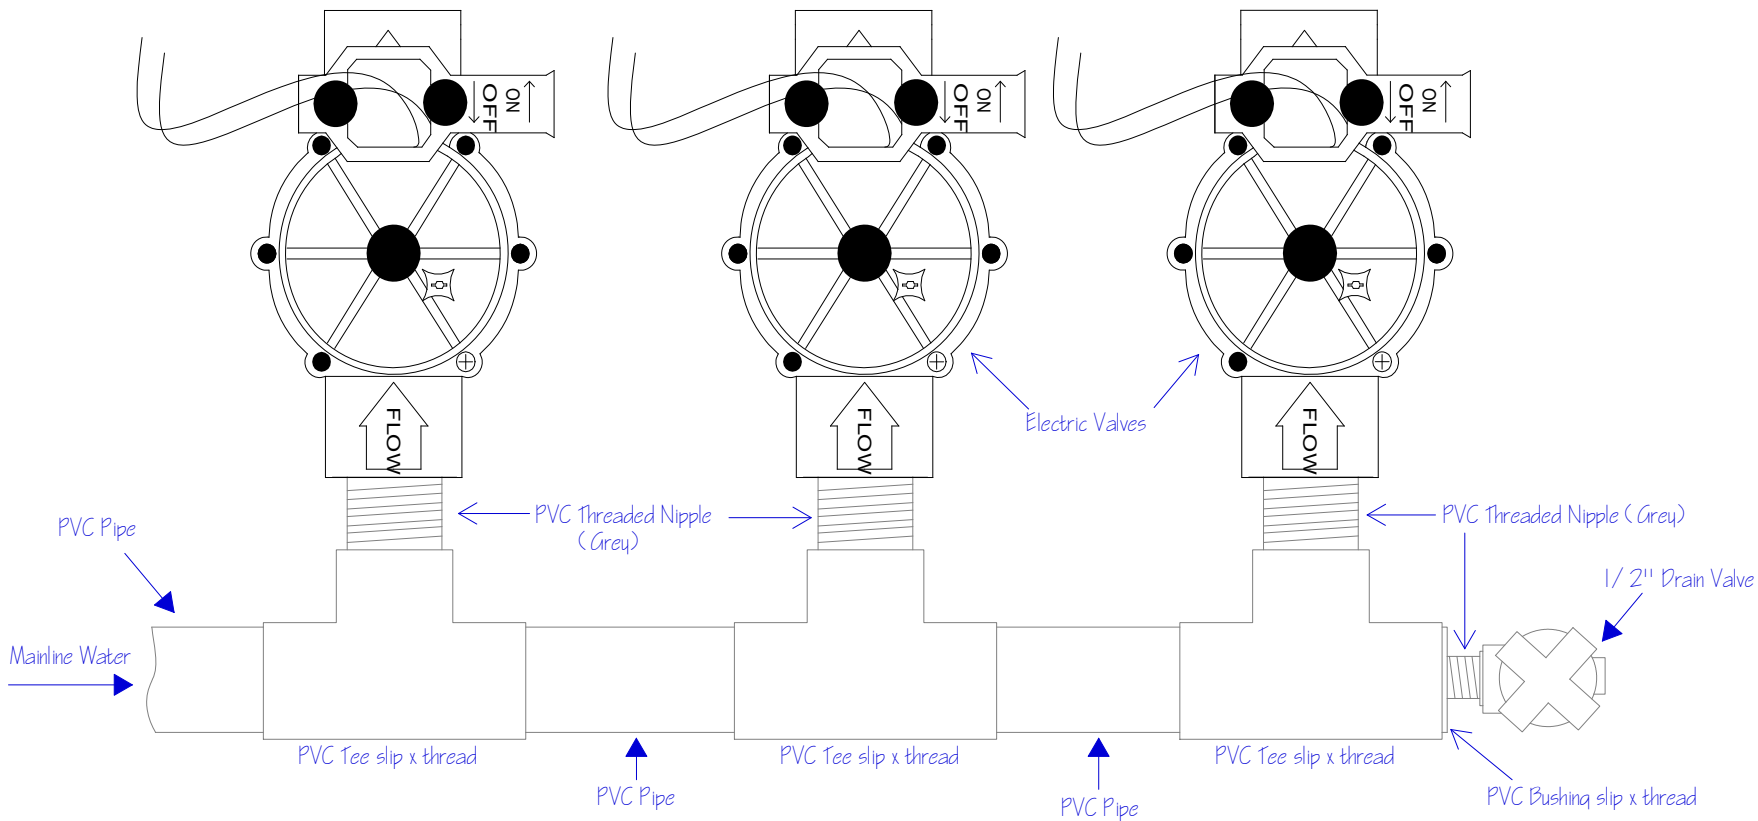 OFF
ON
OFF
ON
OFF
ON
FLOW
FLOW
FLOW
Electric Valves
PVC Pipe
PVC Threaded Nipple
(Grey)
PVC Threaded Nipple (Grey)
1/2" Drain Valve
Mainline Water
PVC Tee slip x thread
PVC Tee slip x thread
PVC Tee slip x thread
PVC Pipe
PVC Pipe
PVC Bushing slip x thread